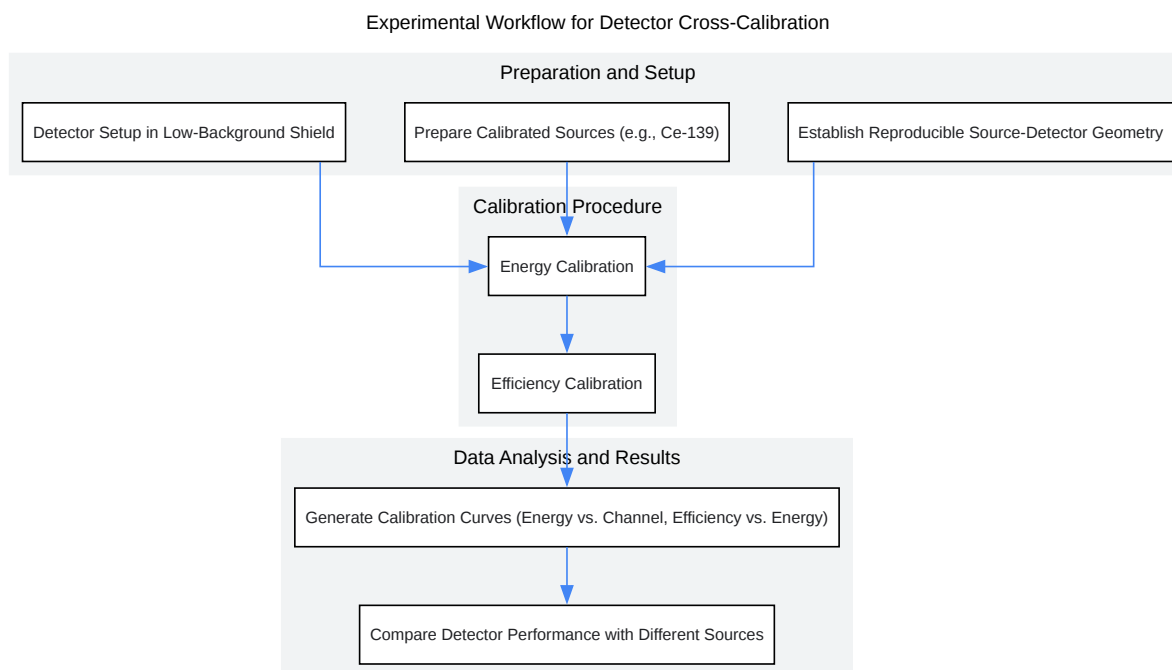 Experimental Workflow for Detector Cross-Calibration
Preparation and Setup
Detector Setup in Low-Background Shield
Prepare Calibrated Sources (e.g., Ce-139)
Establish Reproducible Source-Detector Geometry
Calibration Procedure
Energy Calibration
Efficiency Calibration
Data Analysis and Results
Generate Calibration Curves (Energy vs. Channel, Efficiency vs. Energy)
Compare Detector Performance with Different Sources